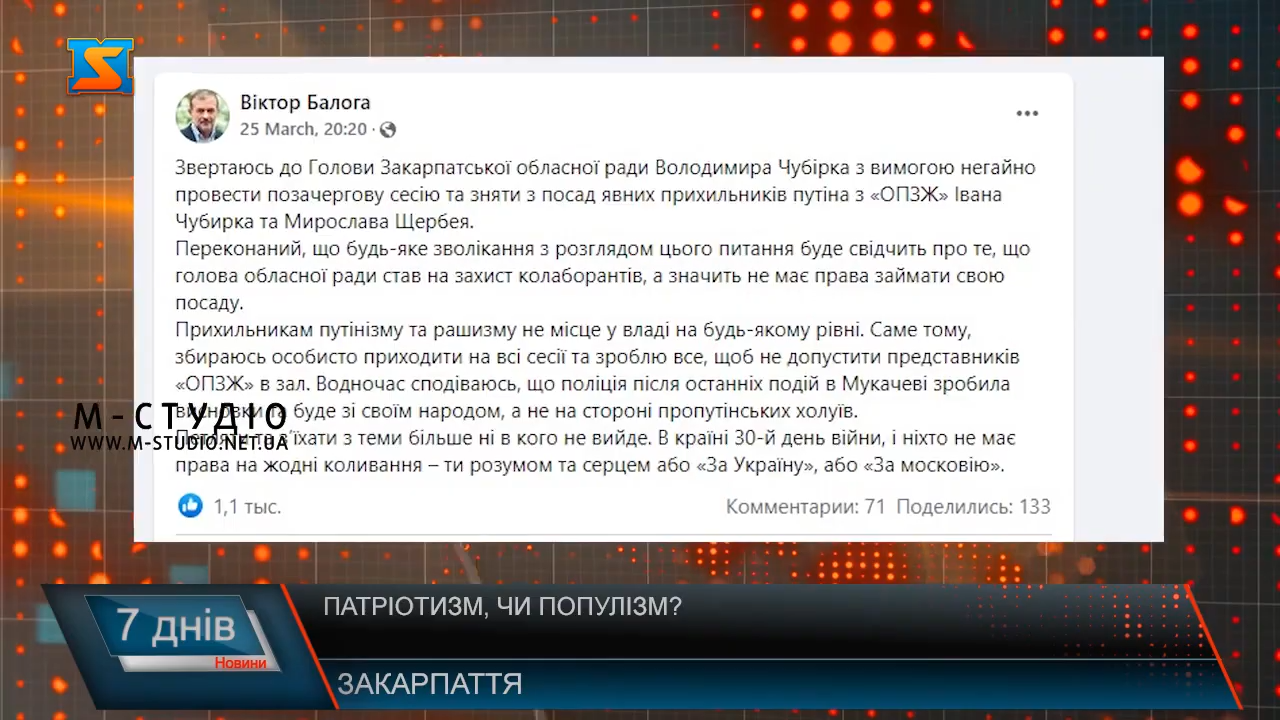 Віктор Балога
25 March, 20:20 ·
Звертаюсь до Голови Закарпатської обласної ради Володимира Чубірка з вимогою негайно
провести позачергову сесію та зняти з посад явних прихильників путіна з «ОПЗЖ» Івана
Чубирка та Мирослава Щербея.
Переконаний, що будь-яке зволікання з розглядом цього питання буде свідчить про те, що
голова обласної ради став на захист колаборантів, а значить не має права займати свою
посаду.
Прихильникам путінізму та рашизму не місце у владі на будь-якому рівні. Саме тому,
збираюсь особисто приходити на всі сесії та зроблю все, щоб не допустити представників
«ОПЗЖ» в зал. Водночас сподіваюсь, що поліція після останніх подій в Мукачеві зробила
висновки та буде зі своїм народом, а не на стороні пропутінських холуїв.
М-СТУДІО
WWW.M-STUDIO.NET.UA
з'їхати з теми більше ні в кого не вийде. В країні 30-й день війни, і ніхто не має
права на жодні коливання – ти розумом та серцем або «За Україну», або «За московію».
1,1 тыс.
Комментарии: 71 Поделились: 133
7 днів
Новини
ПАТРІОТИЗМ, ЧИ ПОПУЛІЗМ?
ЗАКАРПАТТЯ